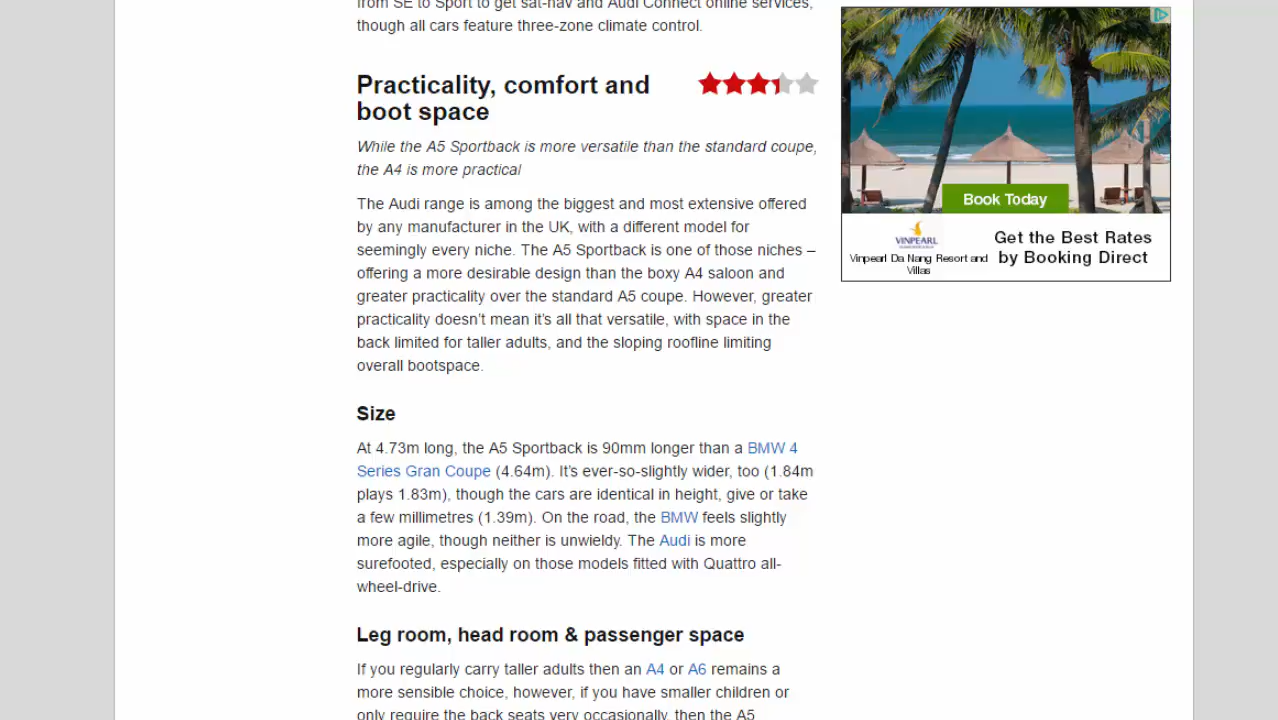 from SE to Sport to get sat-nav and Audi Connect online services,
though all cars feature three-zone climate control.
Practicality, comfort and
boot space
While the A5 Sportback is more versatile than the standard coupe,
the A4 is more practical
The Audi range is among the biggest and most extensive offered
by any manufacturer in the UK, with a different model for
seemingly every niche. The A5 Sportback is one of those niches –
offering a more desirable design than the boxy A4 saloon and
greater practicality over the standard A5 coupe. However, greater
practicality doesn’t mean it’s all that versatile, with space in the
back limited for taller adults, and the sloping roofline limiting
overall bootspace.
Size
At 4.73m long, the A5 Sportback is 90mm longer than a BMW 4
Series Gran Coupe (4.64m). It’s ever-so-slightly wider, too (1.84m
plays 1.83m), though the cars are identical in height, give or take
a few millimetres (1.39m). On the road, the BMW feels slightly
more agile, though neither is unwieldy. The Audi is more
surefooted, especially on those models fitted with Quattro all-
wheel-drive.
Leg room, head room & passenger space
If you regularly carry taller adults then an A4 or A6 remains a
more sensible choice, however, if you have smaller children or
only require the back seats very occasionally, then the A5
Book Today
VINPEARL
Vinpearl Da Nang Resort and
Villas
Get the Best Rates
by Booking Direct